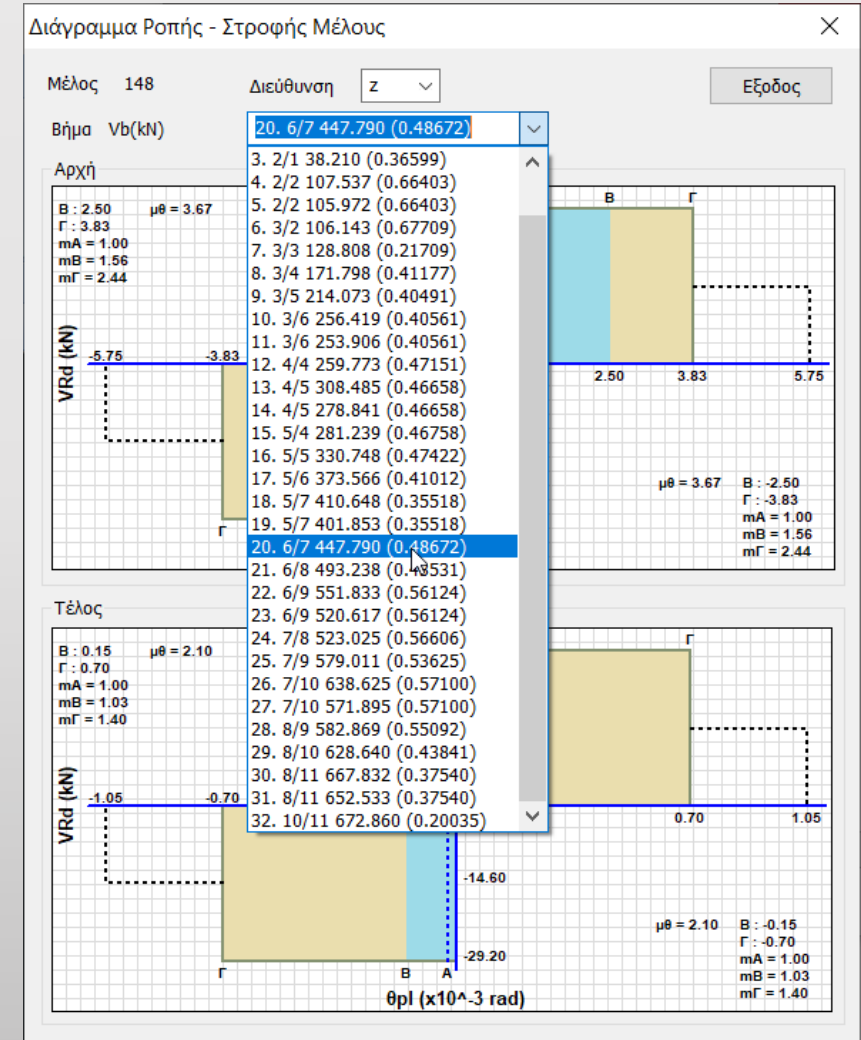 Διάγραμμα Ροπής - Στροφής Μέλους
Μέλος 148 Διεύθυνση z Εξοδος
Βήμα Vb(kN) 20. 6/7 447.790 (0.48672)
3. 2/1 38.210 (0.36599)
4. 2/2 107.537 (0.66403)
5. 2/2 105.972 (0.66403)
6. 3/2 106.143 (0.67709)
7. 3/3 128.808 (0.21709)
8. 3/4 171.798 (0.41177)
9. 3/5 214.073 (0.40491)
10. 3/6 256.419 (0.40561)
11. 3/6 253.906 (0.40561)
12. 4/4 259.773 (0.47151)
13. 4/5 308.485 (0.46658)
14. 4/5 278.841 (0.46658)
15. 5/4 281.239 (0.46758)
16. 5/5 330.748 (0.47422)
17. 5/6 373.566 (0.41012)
18. 5/7 410.648 (0.35518)
19. 5/7 401.853 (0.35518)
20. 6/7 447.790 (0.48672)
21. 6/8 493.238 (0.43531)
22. 6/9 551.833 (0.56124)
23. 6/9 520.617 (0.56124)
24. 7/8 523.025 (0.56606)
25. 7/9 579.011 (0.53625)
26. 7/10 638.625 (0.57100)
27. 7/10 571.895 (0.57100)
28. 8/9 582.869 (0.55092)
29. 8/10 628.640 (0.43841)
30. 8/11 667.832 (0.37540)
31. 8/11 652.533 (0.37540)
32. 10/11 672.860 (0.20035)
Αρχή
Β : 2.50 μθ = 3.67
Γ : 3.83
mA = 1.00
mB = 1.56
mΓ = 2.44
Β Γ
VRd (kN)
-5.75 -3.83
2.50 3.83 5.75
Γ
μθ = 3.67 Β : -2.50
Γ : -3.83
mA = 1.00
mB = 1.56
mΓ = 2.44
Τέλος
Β : 0.15 μθ = 2.10
Γ : 0.70
mA = 1.00
mB = 1.03
mΓ = 1.40
Γ
VRd (kN)
-1.05 -0.70
0.70 1.05
-14.60
-29.20
Γ Β Α
θpl (x10^-3 rad)
μθ = 2.10 Β : -0.15
Γ : -0.70
mA = 1.00
mB = 1.03
mΓ = 1.40